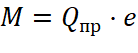 M = Qпр · e